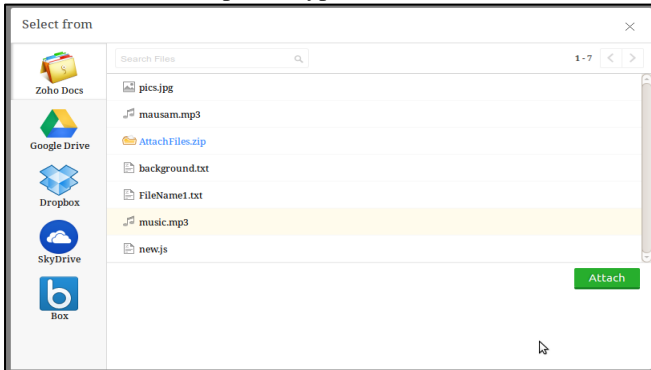 Select from
Zoho Docs
Google Drive
Dropbox
SkyDrive
Box
Search Files
1 - 7
pics.jpg
mausam.mp3
AttachFiles.zip
background.txt
FileName1.txt
music.mp3
new.js
Attach